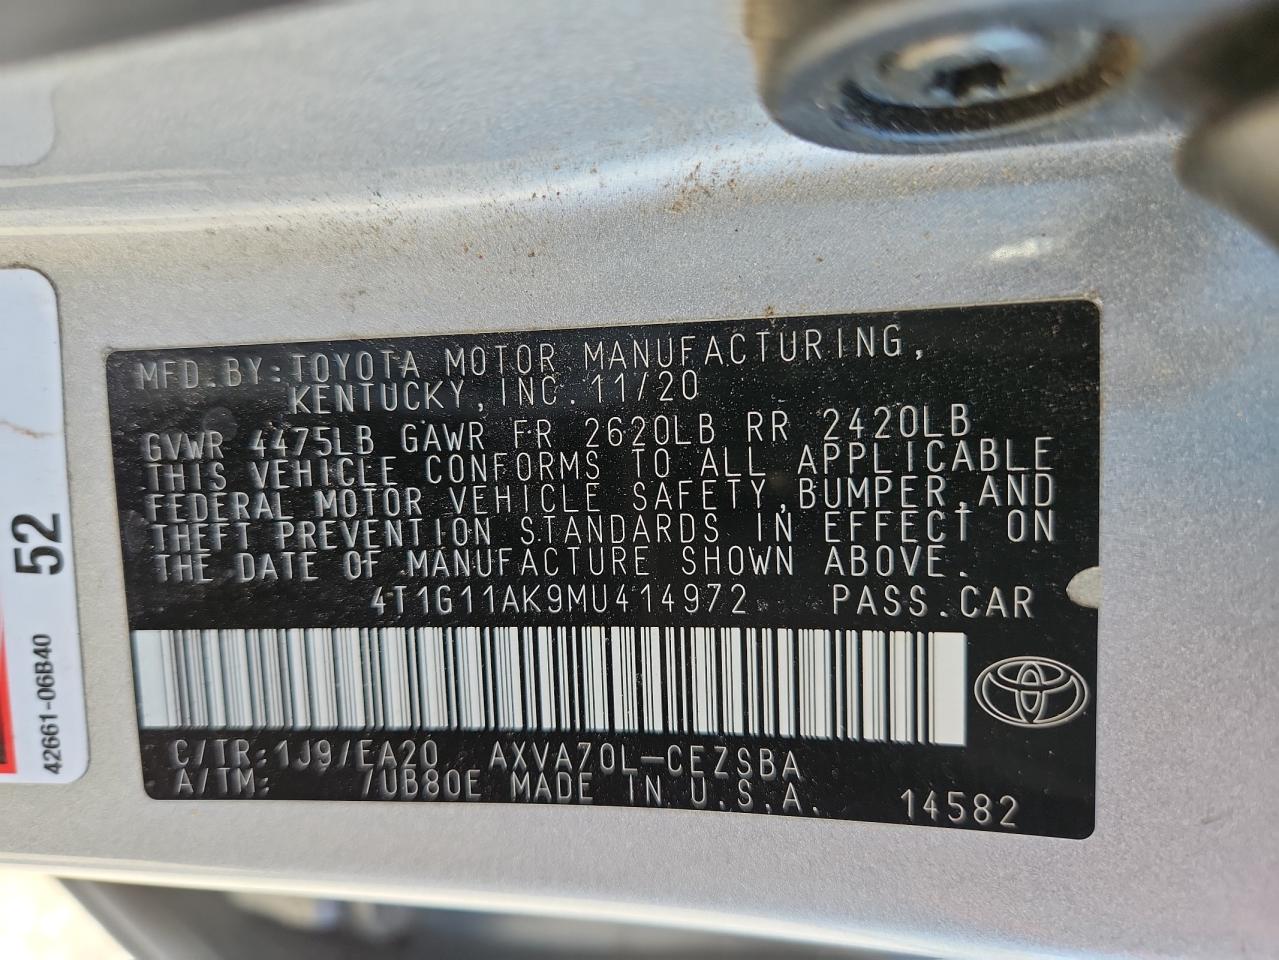 MFD.BY:TOYOTA MOTOR MANUFACTURING,
KENTUCKY, INC. 11/20
GVWR 4475LB GAWR FR 2620LB RR 2420LB
THIS VEHICLE CONFORMS TO ALL APPLICABLE
FEDERAL MOTOR VEHICLE SAFETY,BUMPER,AND
THEFT PREVENTION STANDARDS IN EFFECT ON
THE DATE OF MANUFACTURE SHOWN ABOVE.
4T1G11AK9MU414972 PASS.CAR
C/TR:1J9/EA20 AXVA70L-CEZSBA
A/TM: 7UB80E MADE IN U.S.A. 14582
52
42661-06B40